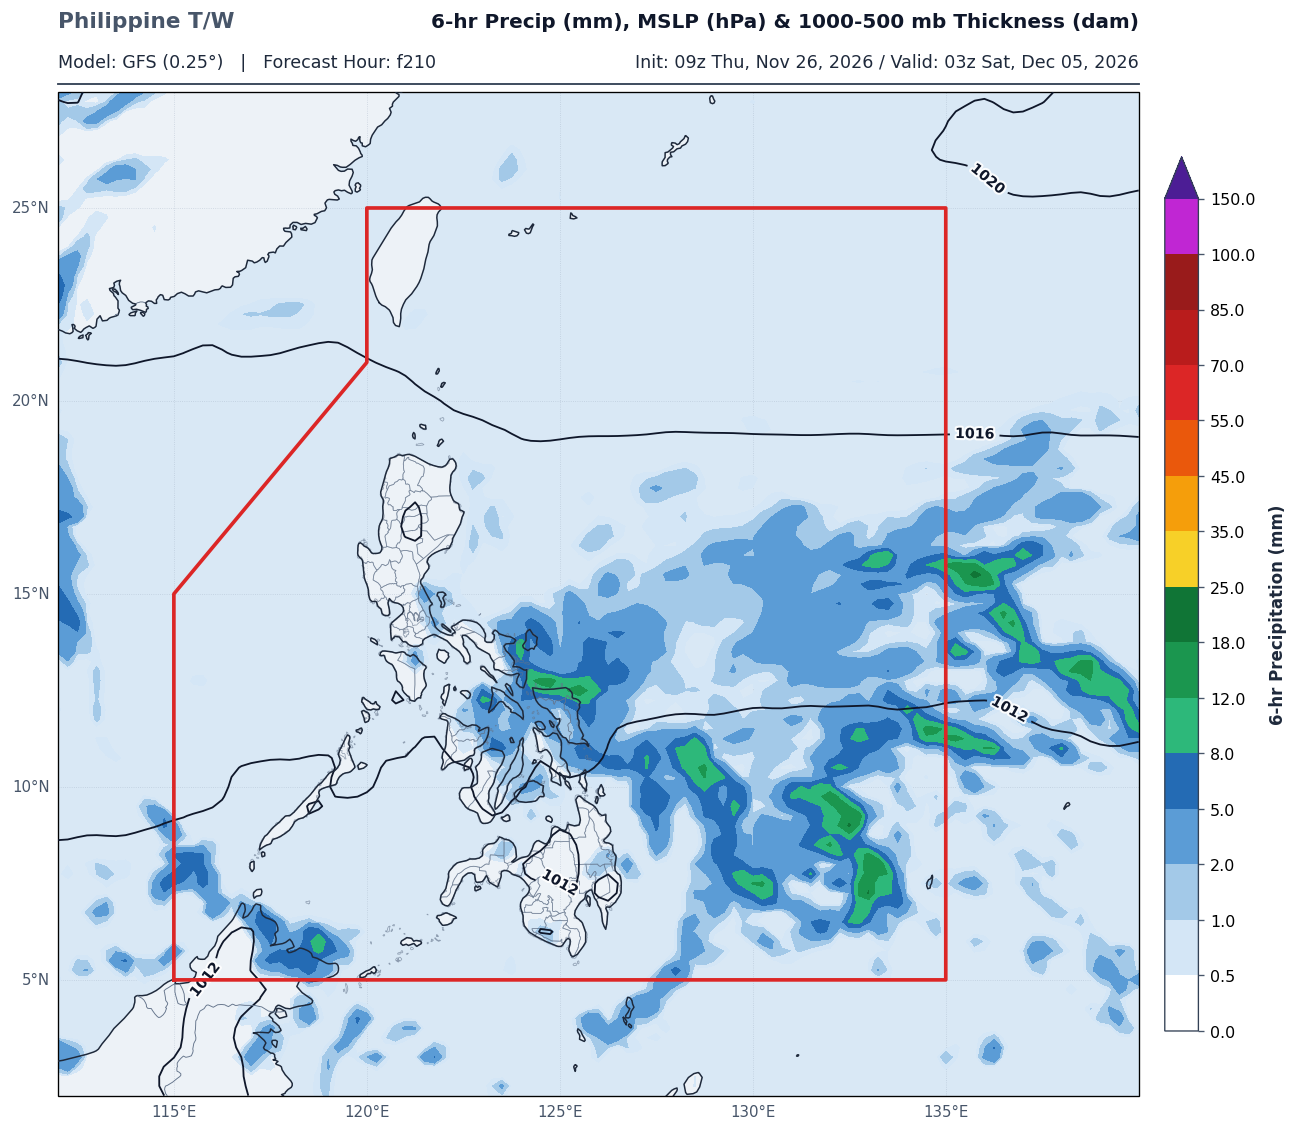 Philippine T/W
6-hr Precip (mm), MSLP (hPa) & 1000-500 mb Thickness (dam)
Model: GFS (0.25°) | Forecast Hour: f210
Init: 09z Thu, Nov 26, 2026 / Valid: 03z Sat, Dec 05, 2026
1020
1016
1012
1012
1012
25°N
20°N
15°N
10°N
5°N
115°E
120°E
125°E
130°E
135°E
150.0
100.0
85.0
70.0
55.0
45.0
35.0
25.0
18.0
12.0
8.0
5.0
2.0
1.0
0.5
0.0
6-hr Precipitation (mm)